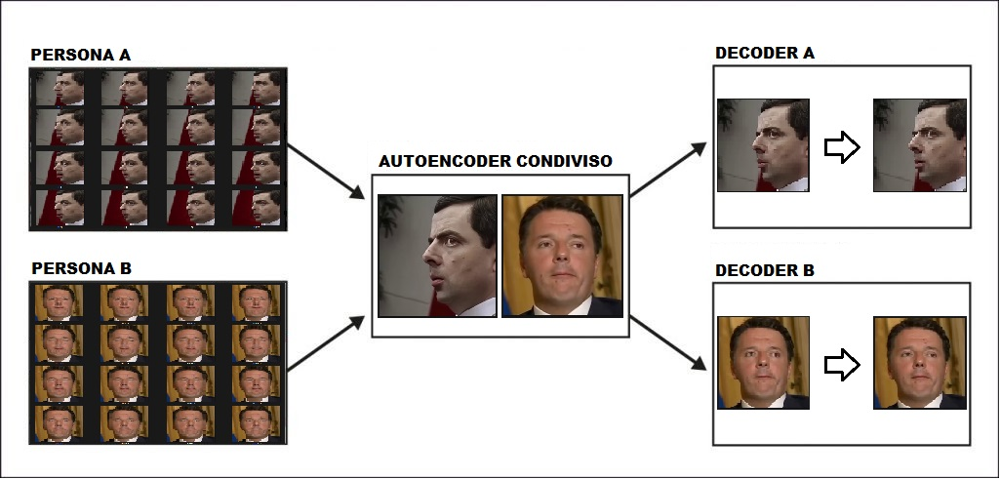 PERSONA A
DECODER A
AUTOENCODER CONDIVISO
PERSONA B
DECODER B